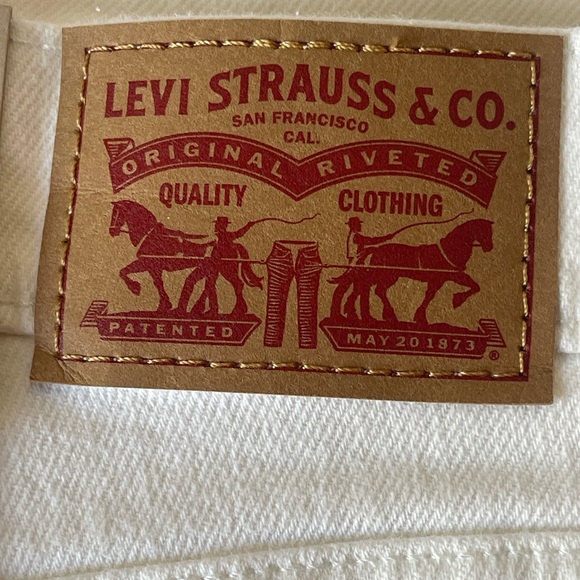 LEVI STRAUSS & CO.
SAN FRANCISCO
CAL.
ORIGINAL RIVETED
QUALITY CLOTHING
PATENTED MAY 20 1873 ®